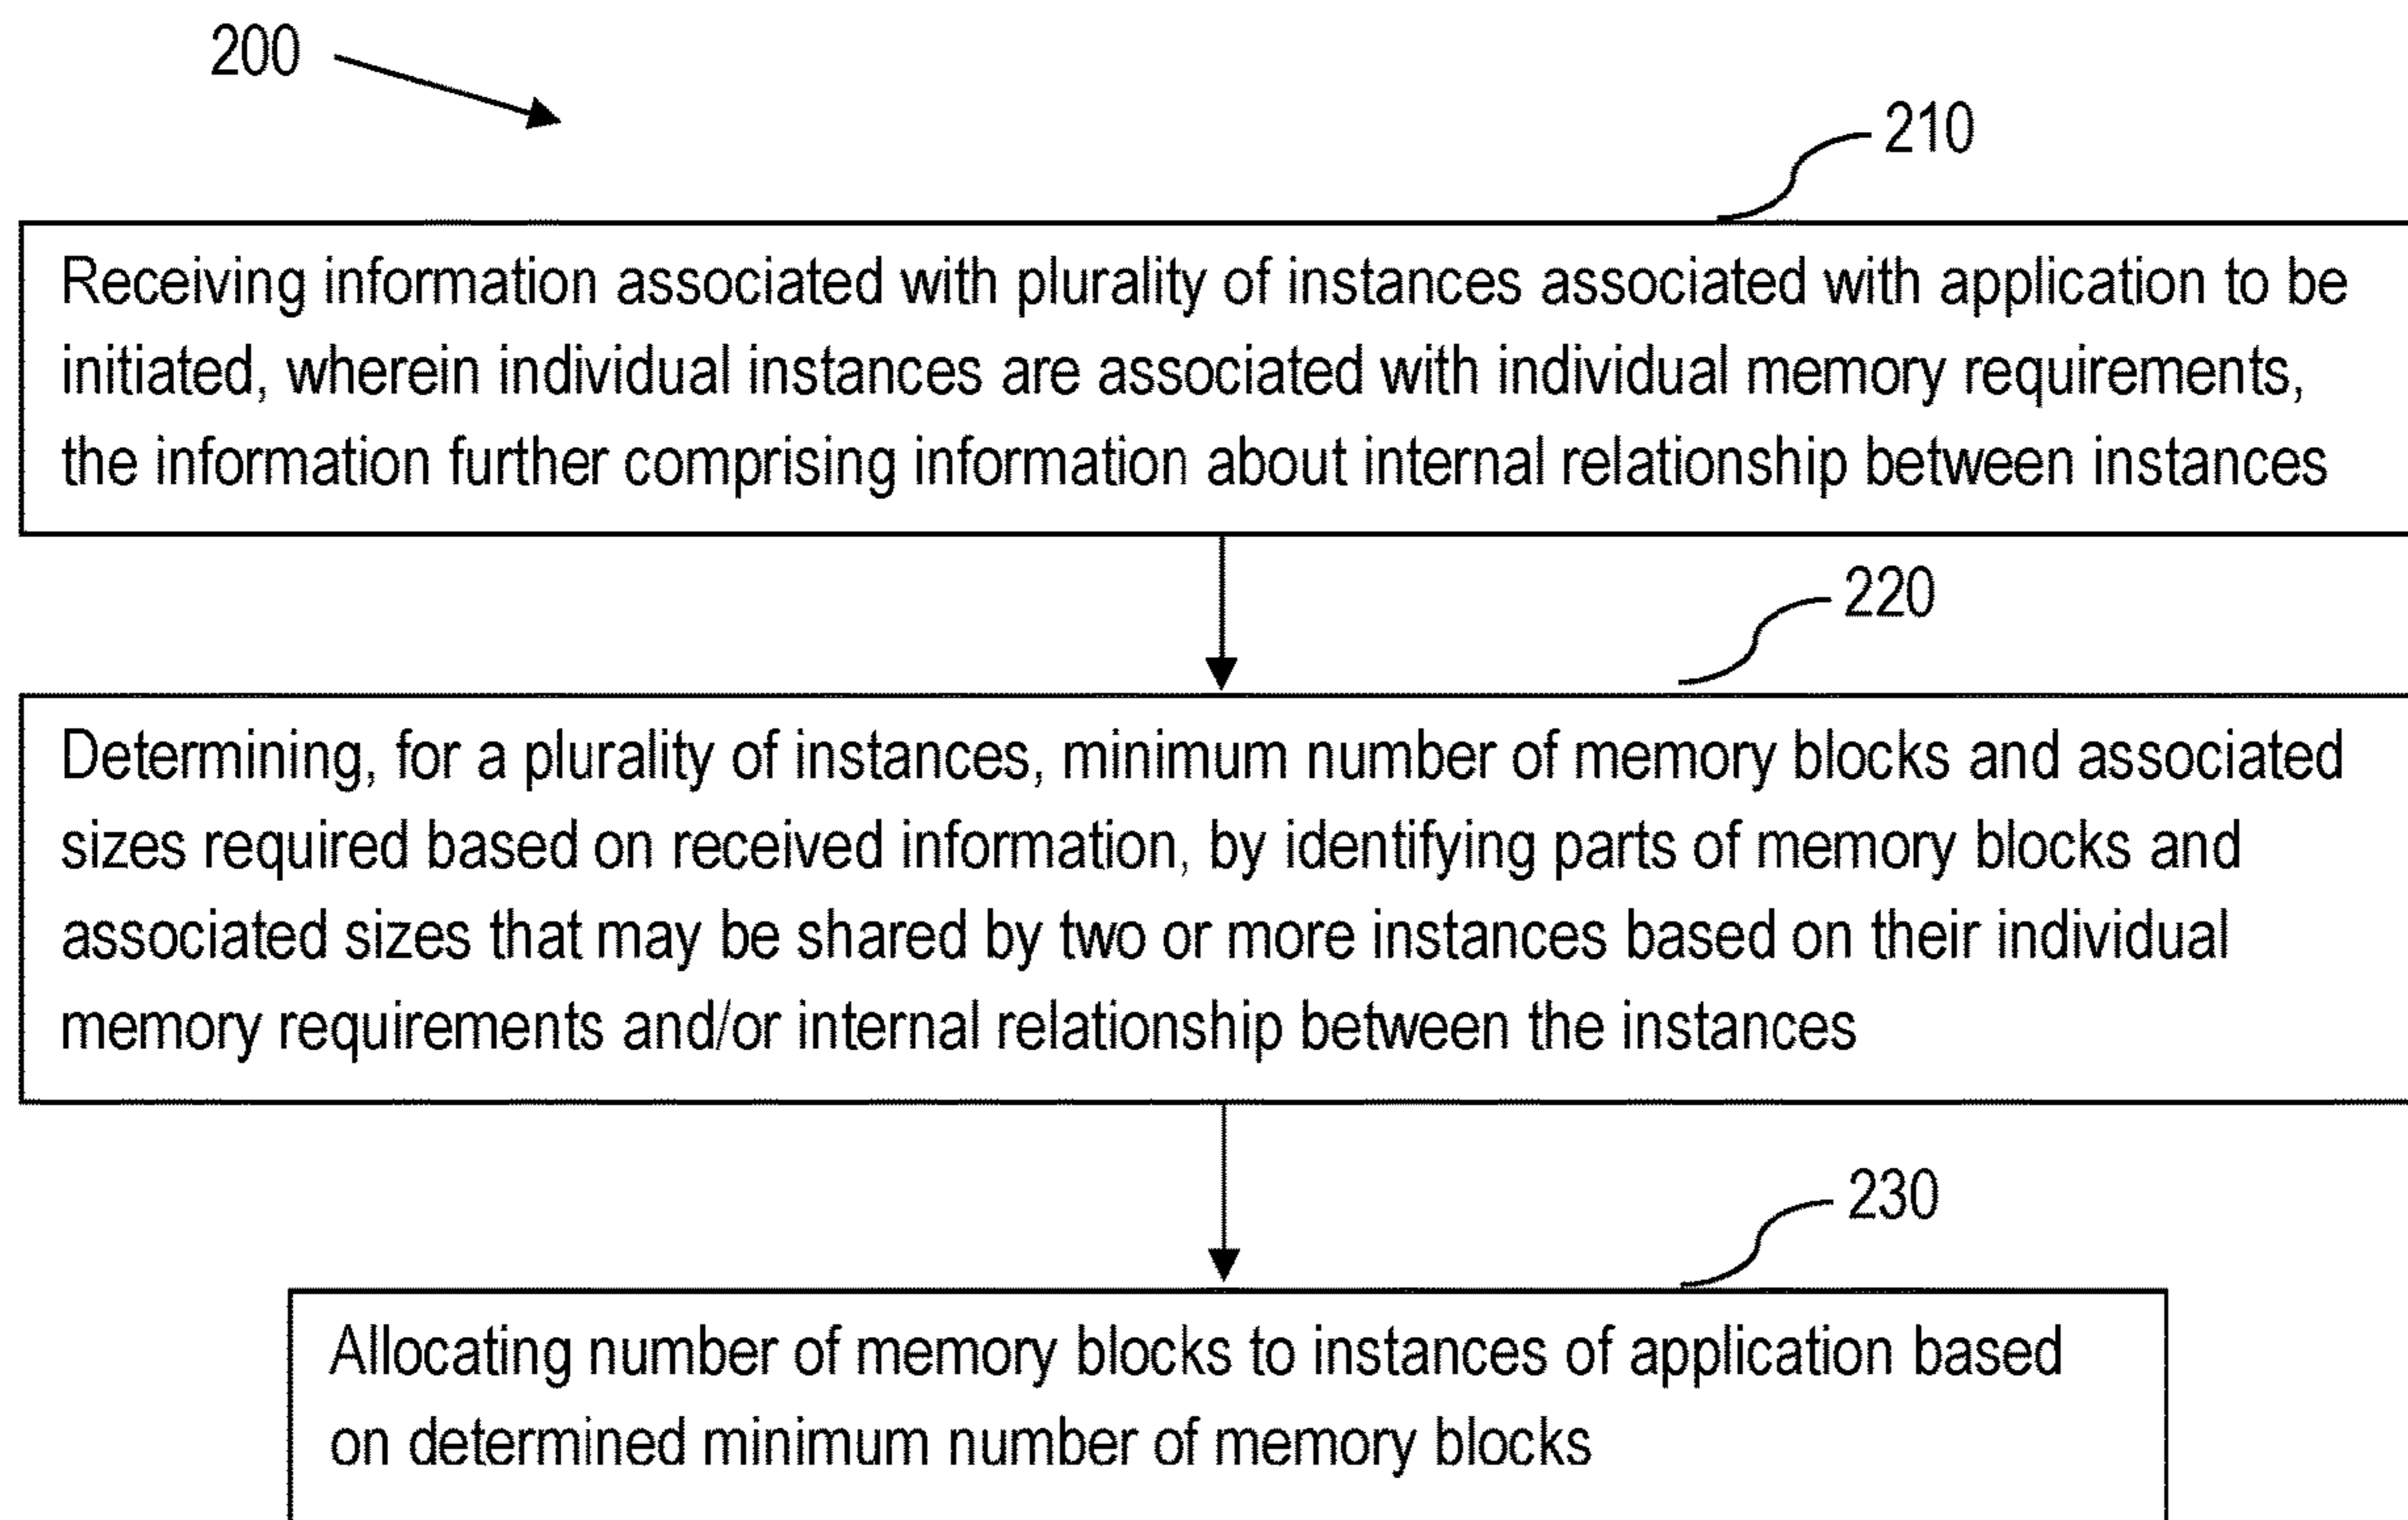 200
210
Receiving information associated with plurality of instances associated with application to be
initiated, wherein individual instances are associated with individual memory requirements,
the information further comprising information about internal relationship between instances
220
Determining, for a plurality of instances, minimum number of memory blocks and associated
sizes required based on received information, by identifying parts of memory blocks and
associated sizes that may be shared by two or more instances based on their individual
memory requirements and/or internal relationship between the instances
230
Allocating number of memory blocks to instances of application based
on determined minimum number of memory blocks